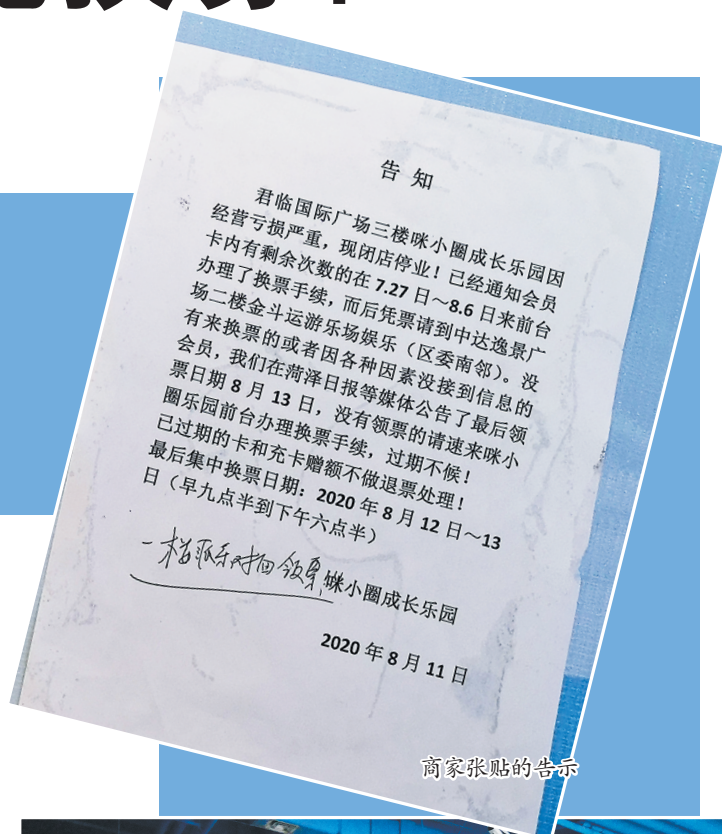 告 知
君临国际广场三楼咪小圈成长乐园因
经营亏损严重，现闭店停业！已经通知会员
卡内有剩余次数的在 7.27 日～8.6 日来前台
办理了换票手续，而后凭票请到中达逸景广
场二楼金斗运游乐场娱乐（区委南邻）。没
有来换票的或者因各种因素没接到信息的
会员，我们在菏泽日报等媒体公告了最后领
票日期 8 月 13 日，没有领票的请速来咪小
圈乐园前台办理换票手续，过期不候！
已过期的卡和充卡赠额不做退票处理！
最后集中换票日期：2020 年 8 月 12 日～13
日（早九点半到下午六点半）
一楼 领票
咪小圈成长乐园
2020 年 8 月 11 日
商家张贴的告示